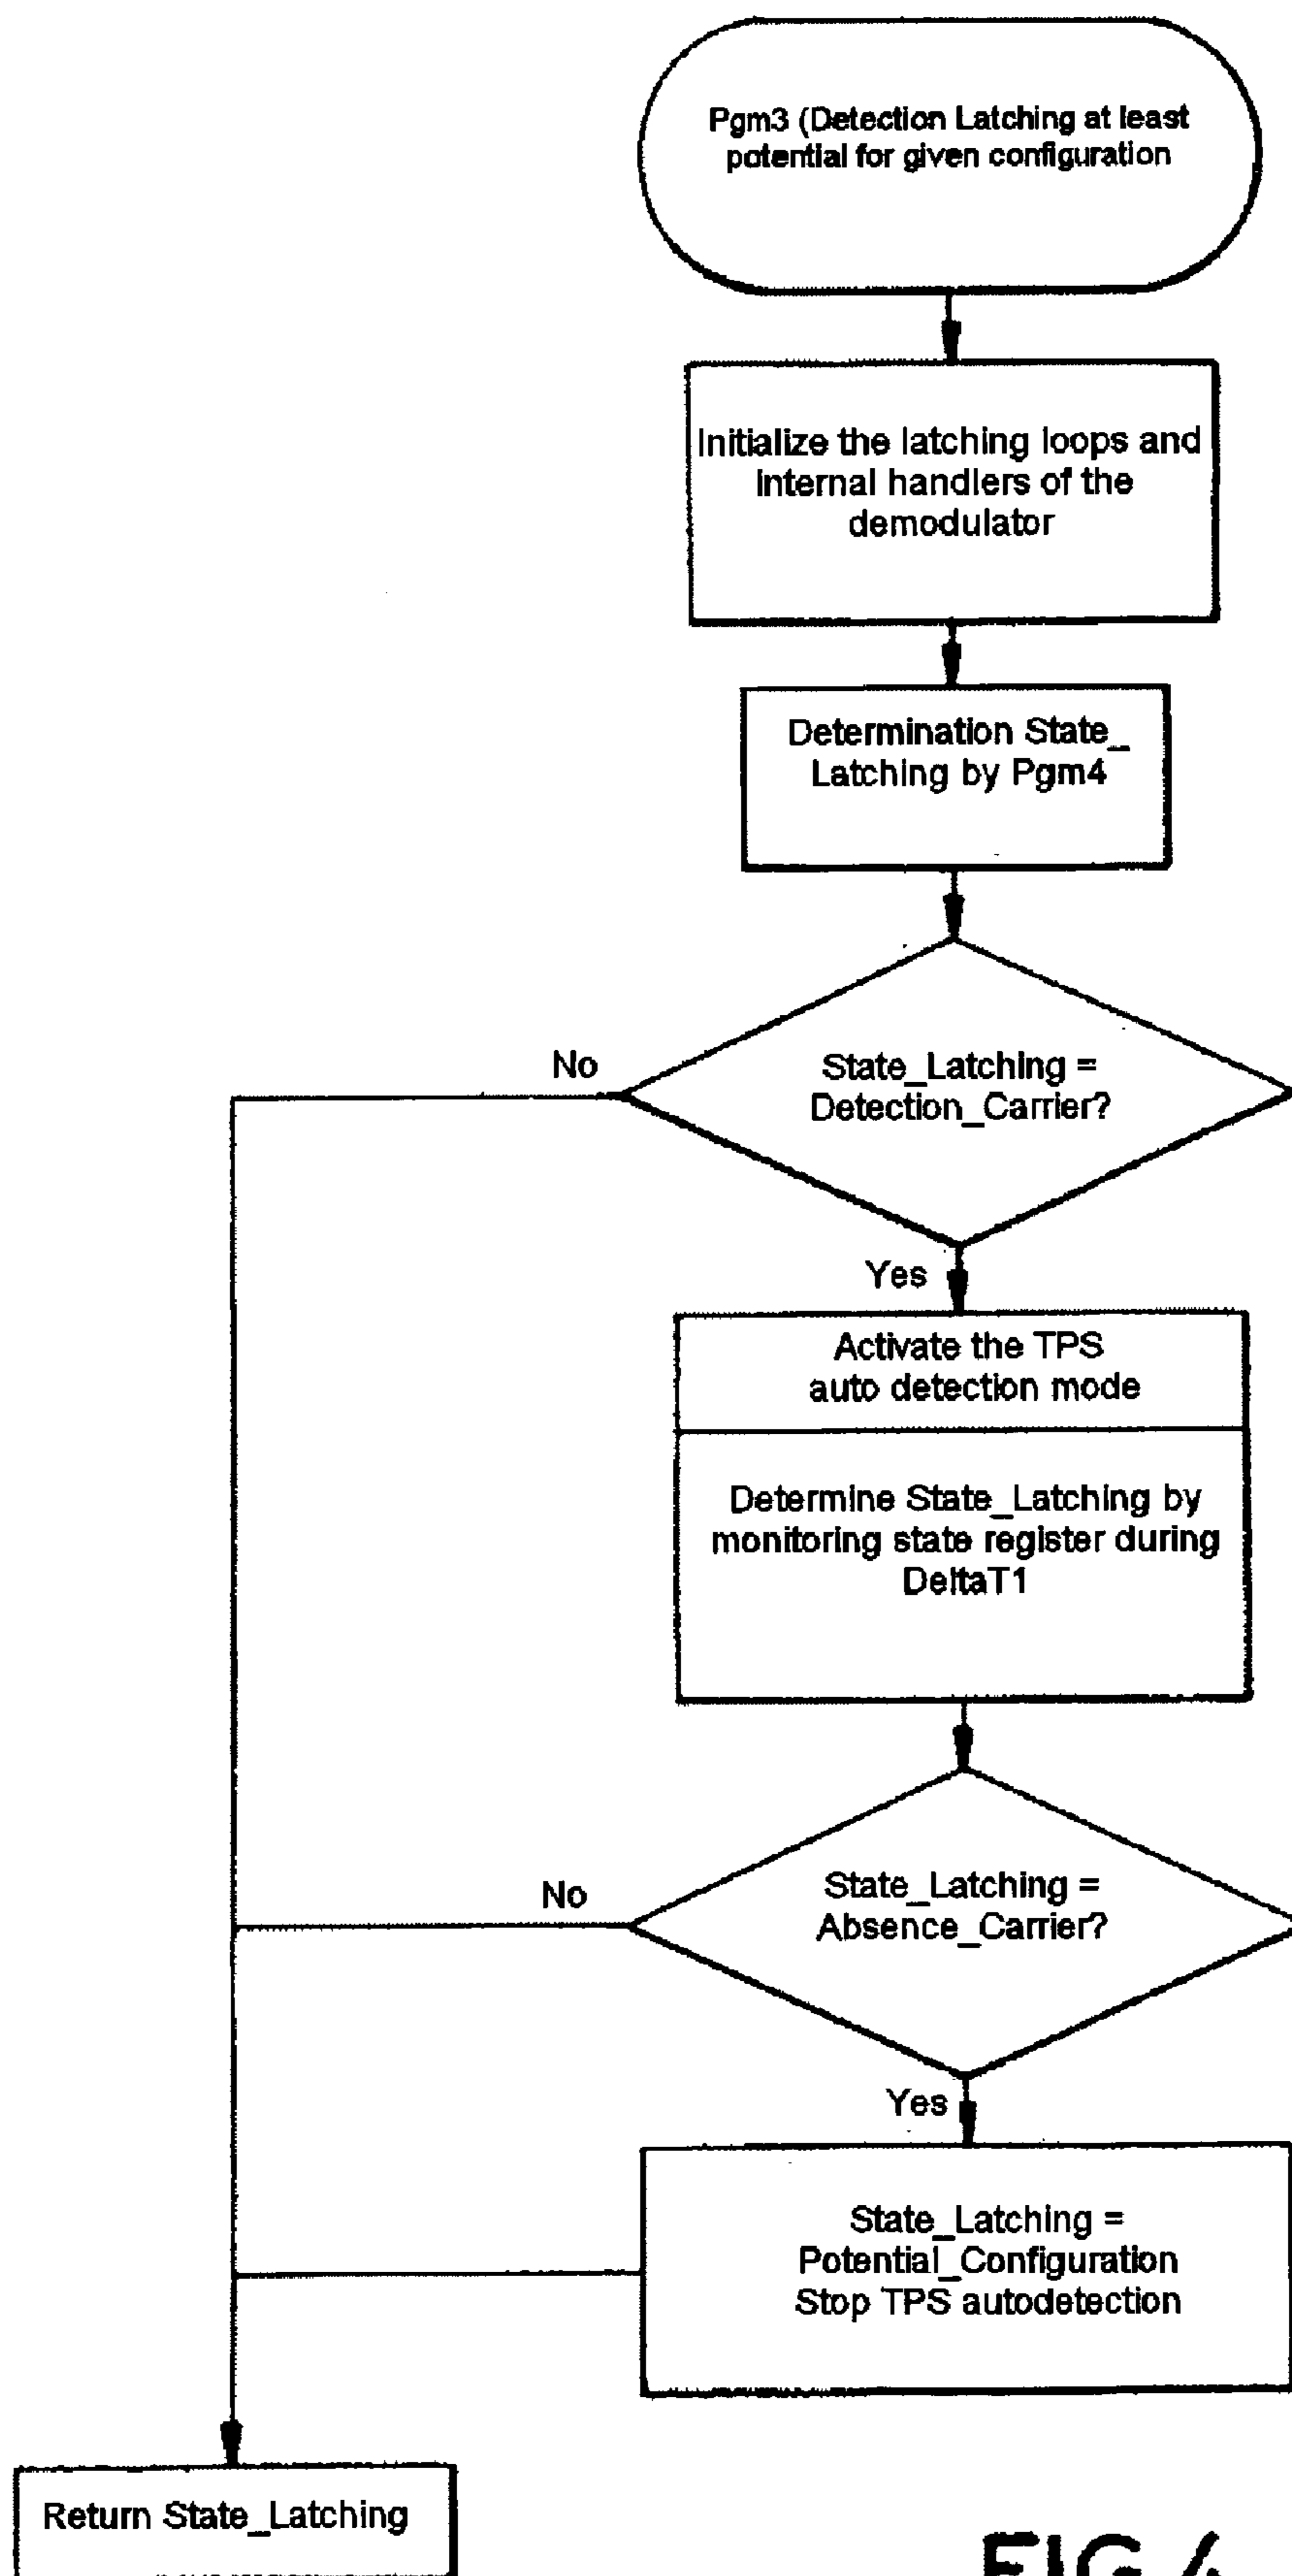 Pgm3 (Detection Latching at least
potential for given configuration
Initialize the latching loops and
internal handlers of the
demodulator
Determination State_
Latching by Pgm4
No
State_Latching =
Detection_Carrier?
Yes
Activate the TPS
auto detection mode
Determine State_Latching by
monitoring state register during
DeltaT1
No
State_Latching =
Absence_Carrier?
Yes
State_Latching =
Potential_Configuration
Stop TPS autodetection
Return State_Latching
FIG.4